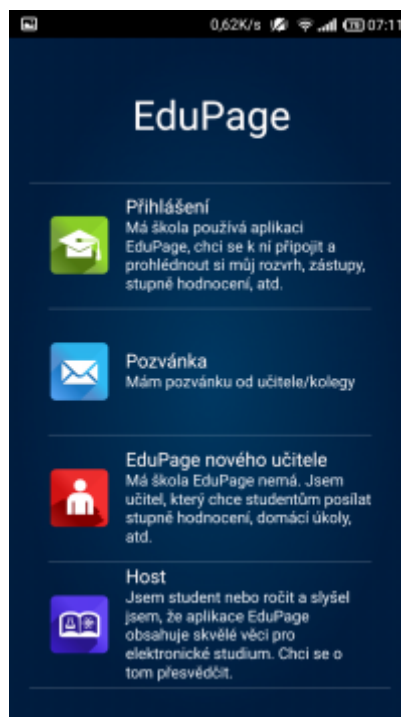 0,62K/s 79 07:11
EduPage
Přihlášení
Má škola používá aplikaci
EduPage, chci se k ní připojit a
prohlédnout si můj rozvrh, zástupy,
stupně hodnocení, atd.
Pozvánka
Mám pozvánku od učitele/kolegy
EduPage nového učitele
Má škola EduPage nemá. Jsem
učitel, který chce studentům posílat
stupně hodnocení, domácí úkoly,
atd.
Host
Jsem student nebo ročit a slyšel
jsem, že aplikace EduPage
obsahuje skvělé věci pro
elektronické studium. Chci se o
tom přesvědčit.